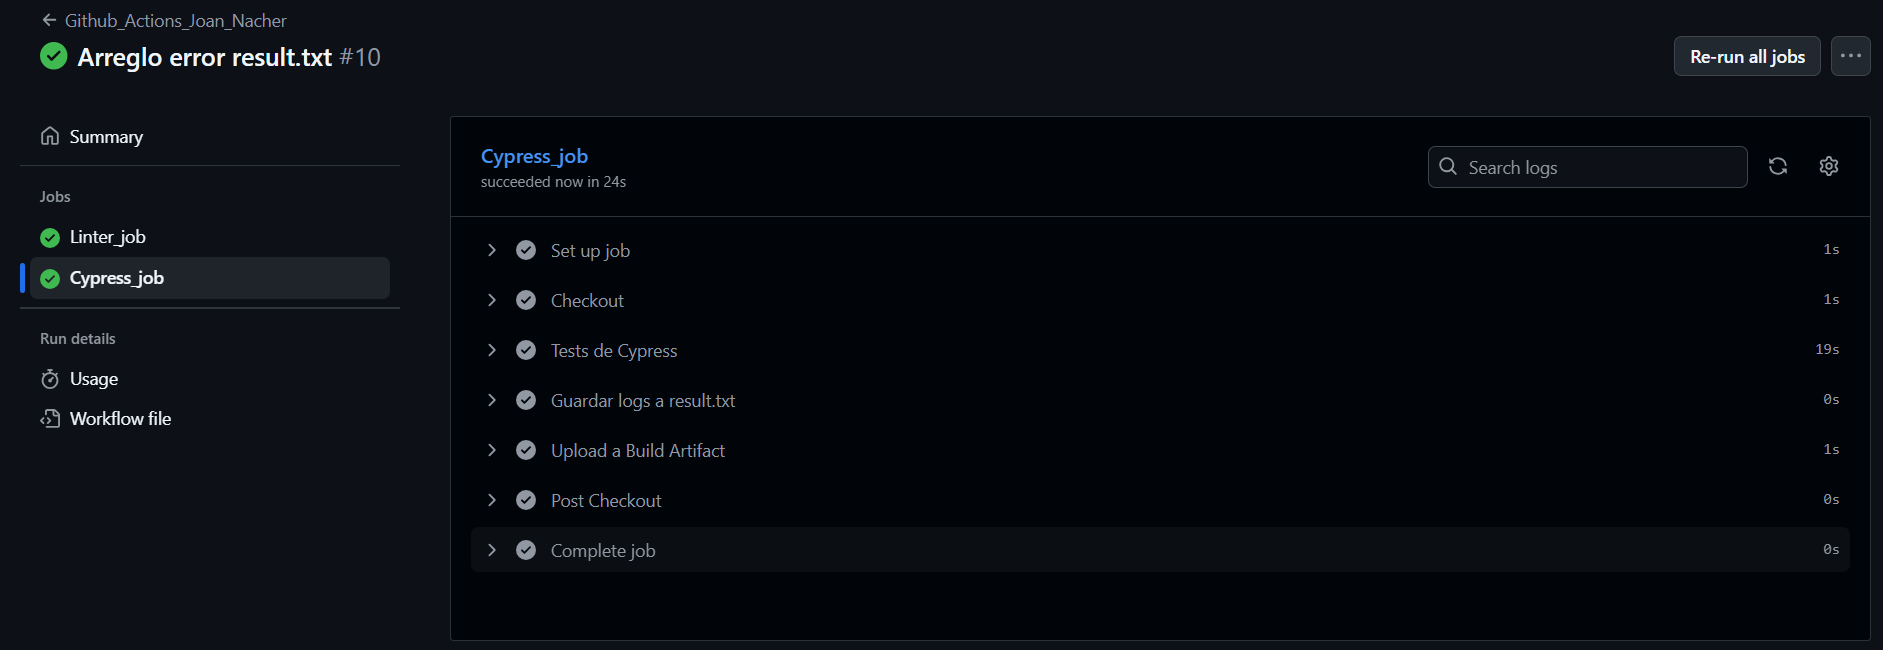 Github_Actions_Joan_Nacher
Arreglo error result.txt #10
Re-run all jobs
Summary
Jobs
Linter_job
Cypress_job
Run details
Usage
Workflow file
Cypress_job
succeeded now in 24s
Search logs
Set up job 1s
Checkout 1s
Tests de Cypress 19s
Guardar logs a result.txt 0s
Upload a Build Artifact 1s
Post Checkout 0s
Complete job 0s